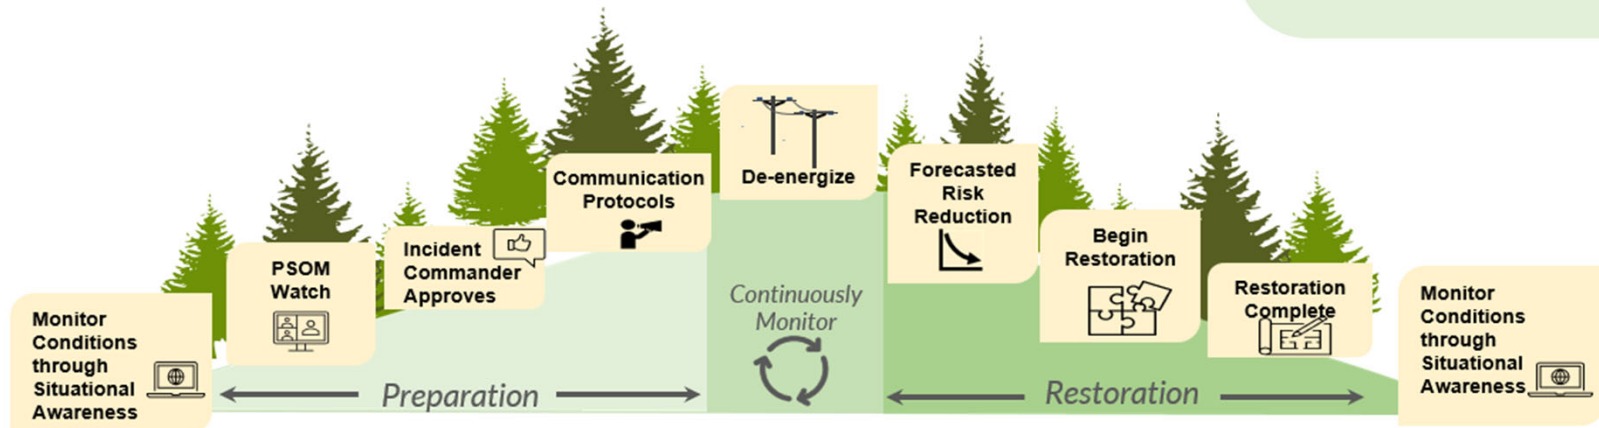 Monitor
Conditions
through
Situational
Awareness
PSOM
Watch
Incident
Commander
Approves
Communication
Protocols
De-energize
Forecasted
Risk
Reduction
Begin
Restoration
Restoration
Complete
Monitor
Conditions
through
Situational
Awareness
Preparation
Continuously
Monitor
Restoration